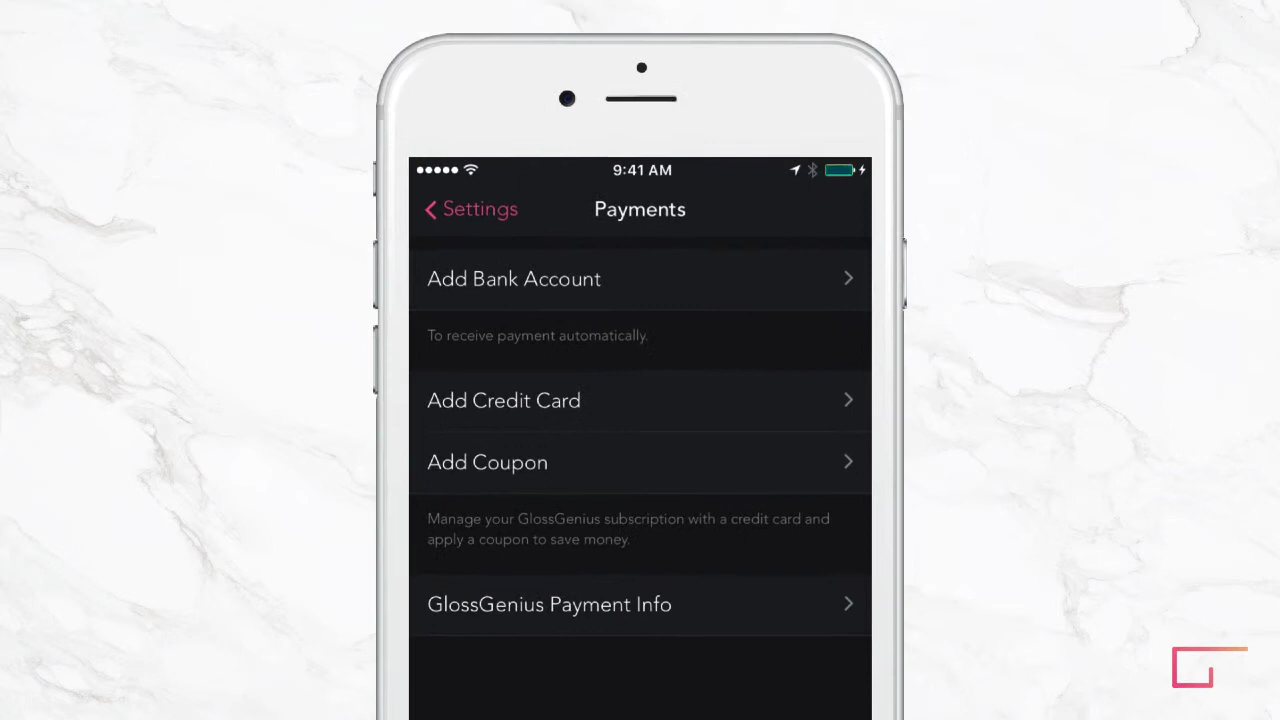 9:41 AM
Settings
Payments
Add Bank Account
To receive payment automatically.
Add Credit Card
Add Coupon
Manage your GlossGenius subscription with a credit card and
apply a coupon to save money.
GlossGenius Payment Info